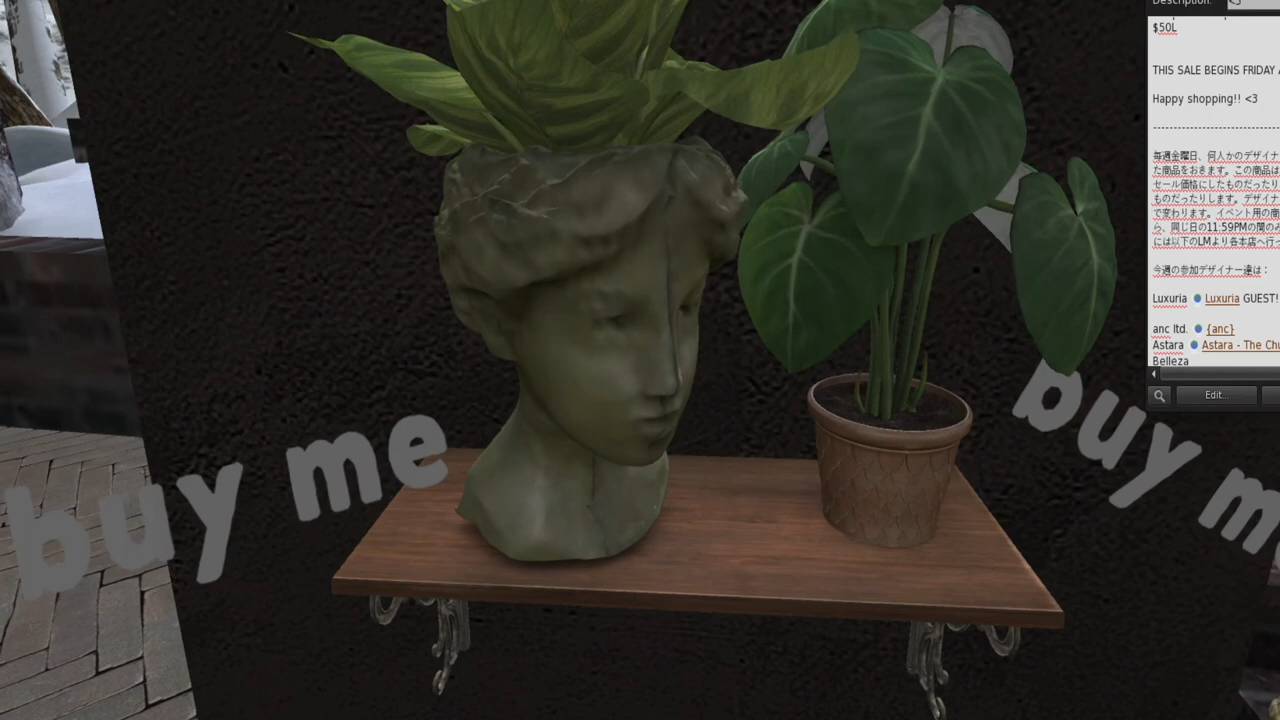 Description:
$50L
THIS SALE BEGINS FRIDAY
Happy shopping!! <3
毎週金曜日、何人かのデザイナ
た商品をおきます。この商品は
セール価格にしたものだったり
ものだったりします。デザイナ
で変わります。イベント用の商
ら、同じ日の11:59PMの間のみ
には以下のLMより各本店へ行っ
今週の参加デザイナー達は：
Luxuria Luxuria GUEST!
anc ltd. {anc}
Astara Astara - The Chu
Belleza
Edit...
buy me
buy m